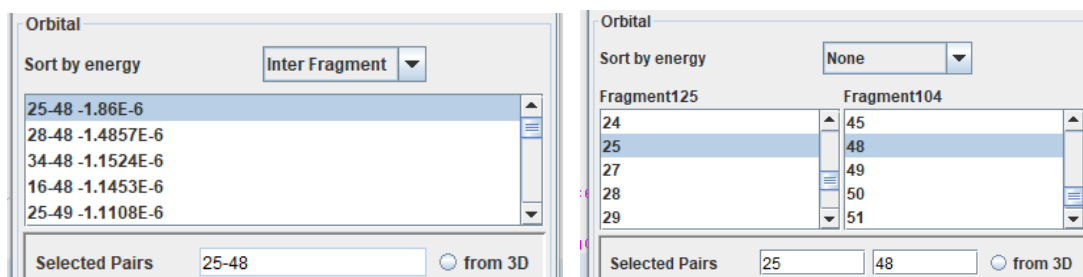 Orbital
Sort by energy Inter Fragment
25-48 -1.86E-6
28-48 -1.4857E-6
34-48 -1.1524E-6
16-48 -1.1453E-6
25-49 -1.1108E-6
Selected Pairs 25-48 from 3D
Orbital
Sort by energy None
Fragment125 Fragment104
24 45
25 48
27 49
28 50
29 51
Selected Pairs 25 48 from 3D